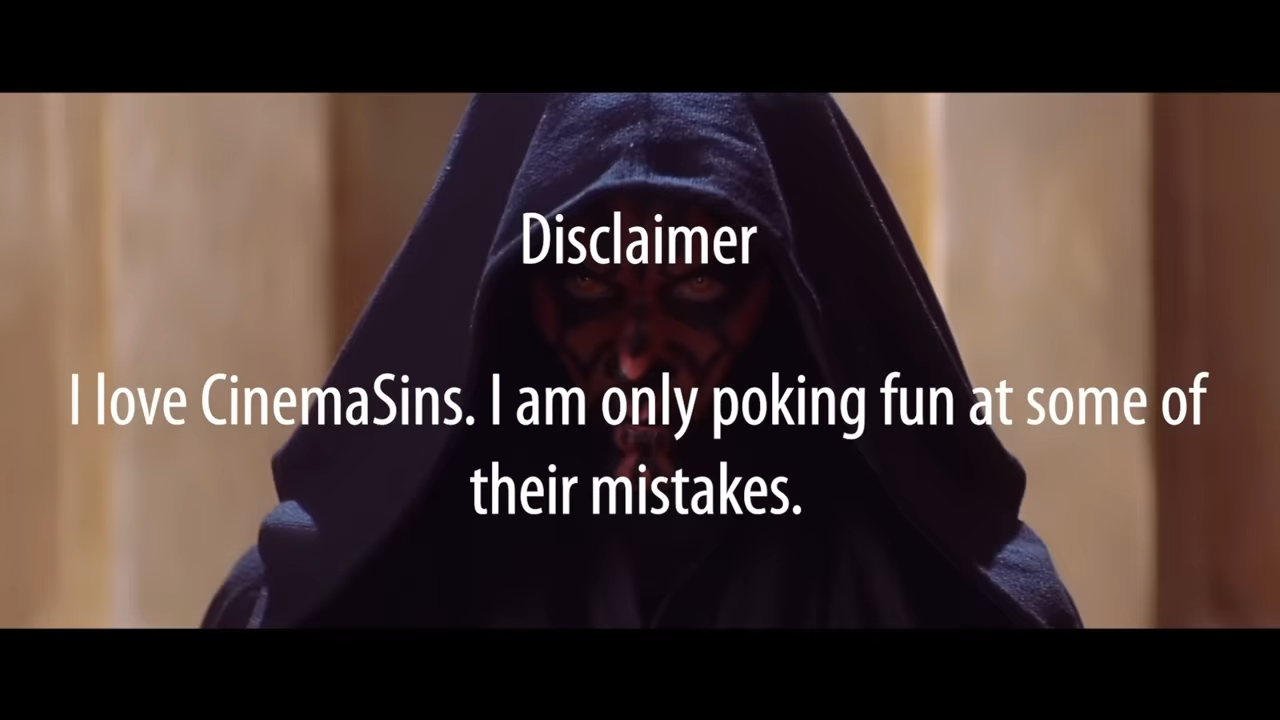 Disclaimer
I love CinemaSins. I am only poking fun at some of
their mistakes.